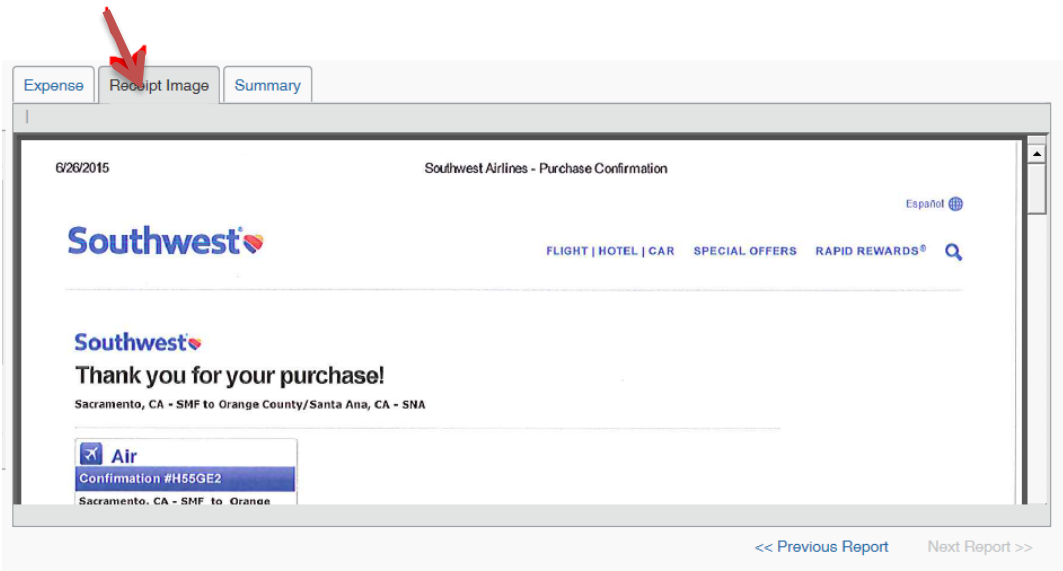 Expense Receipt Image Summary
6/26/2015 Southwest Airlines - Purchase Confirmation
Español
Southwest
FLIGHT | HOTEL | CAR SPECIAL OFFERS RAPID REWARDS®
Southwest
Thank you for your purchase!
Sacramento, CA - SMF to Orange County/Santa Ana, CA - SNA
Air
Confirmation #H55GE2
Sacramento, CA - SMF to Orange
<< Previous Report Next Report >>